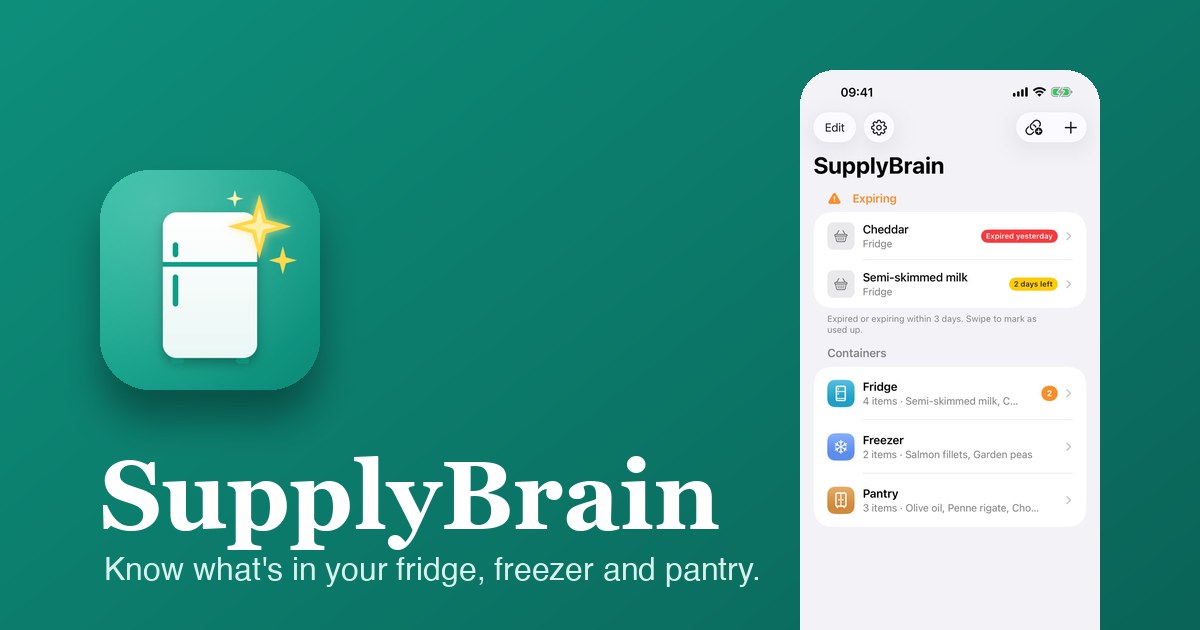 SupplyBrain
Know what's in your fridge, freezer and pantry.
09:41
Edit
SupplyBrain
Expiring
Cheddar
Fridge
Expired yesterday
Semi-skimmed milk
Fridge
2 days left
Expired or expiring within 3 days. Swipe to mark as
used up.
Containers
Fridge
4 items · Semi-skimmed milk, C...
2
Freezer
2 items · Salmon fillets, Garden peas
Pantry
3 items · Olive oil, Penne rigate, Cho...